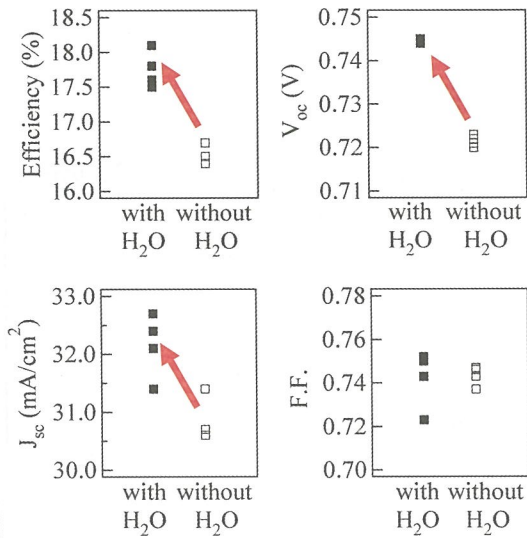 Efficiency (%)
18.5
18.0
17.5
17.0
16.5
16.0
with without
H₂O H₂O
V_oc (V)
0.75
0.74
0.73
0.72
0.71
with without
H₂O H₂O
J_sc (mA/cm²)
33.0
32.0
31.0
30.0
with without
H₂O H₂O
F.F.
0.78
0.76
0.74
0.72
0.70
with without
H₂O H₂O